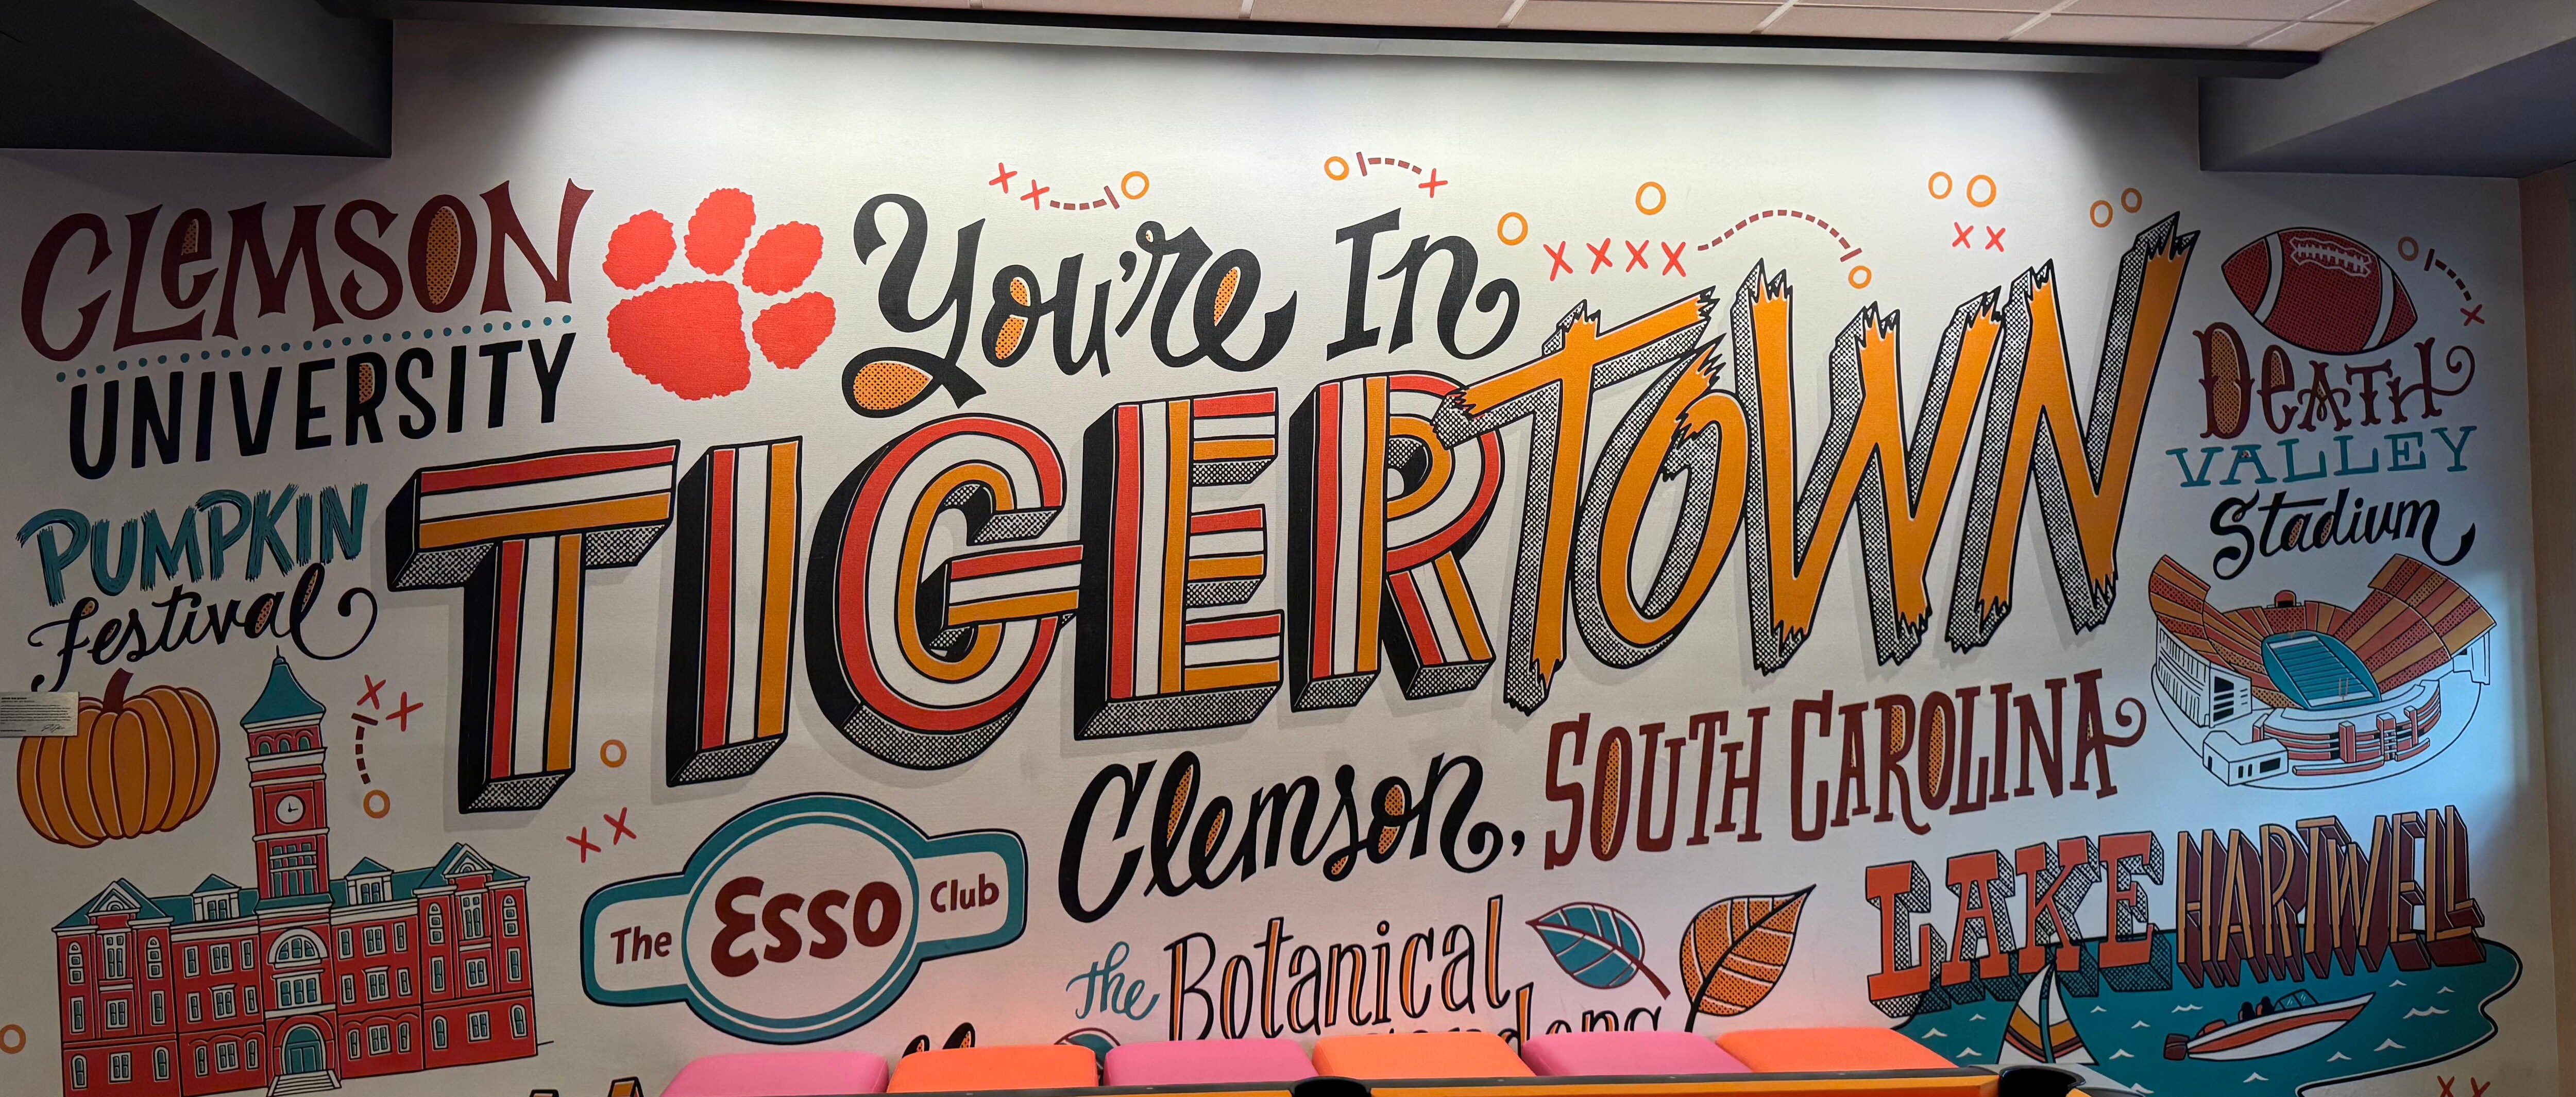 CLeMSON
UNIVERSITY
You're In
TIGERTOWN
DeATH
VALLEY
Stadium
PUMPKIN
Festival
Clemson, SOUTH CAROLINA
The Esso Club
LAKE HARTWELL
the Botanical